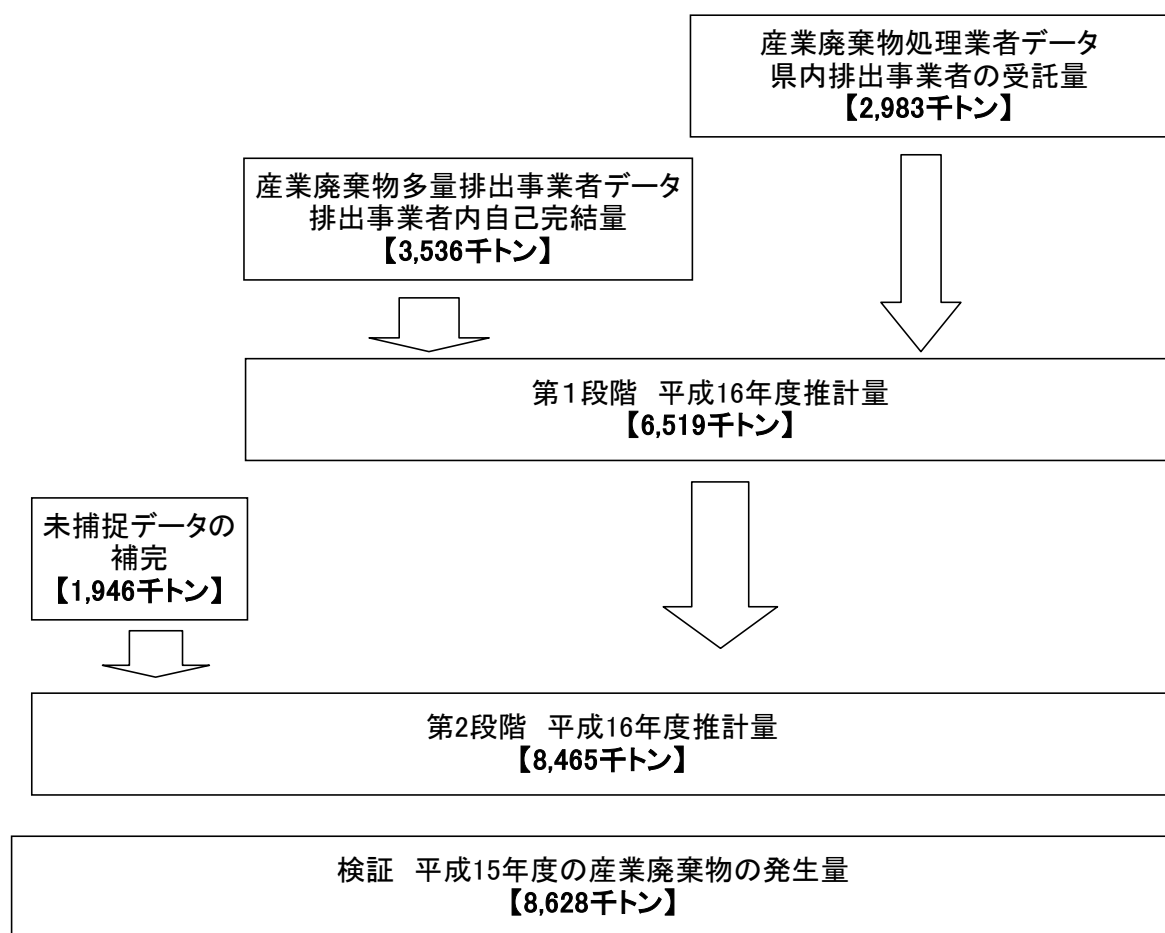 産業廃棄物処理業者データ
県内排出事業者の受託量
【2,983千トン】
産業廃棄物多量排出事業者データ
排出事業者内自己完結量
【3,536千トン】
第１段階　平成16年度推計量
【6,519千トン】
未捕捉データの
補完
【1,946千トン】
第2段階　平成16年度推計量
【8,465千トン】
検証　平成15年度の産業廃棄物の発生量
【8,628千トン】